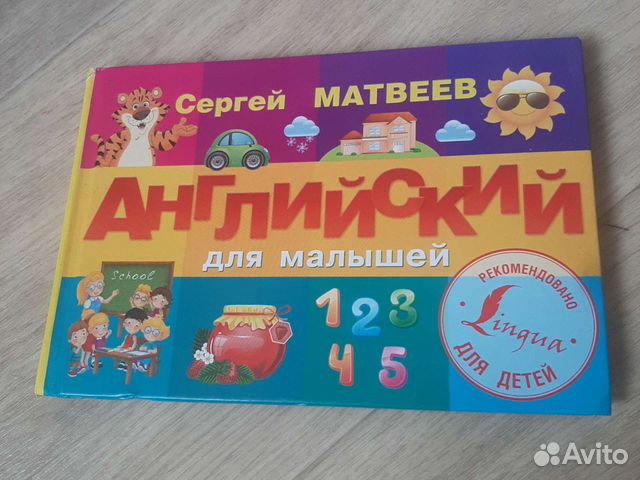 Сергей МАТВЕЕВ
Английский
для малышей
School
1 2 3
4 5
РЕКОМЕНДОВАНО
Lingua
ДЛЯ ДЕТЕЙ
Avito